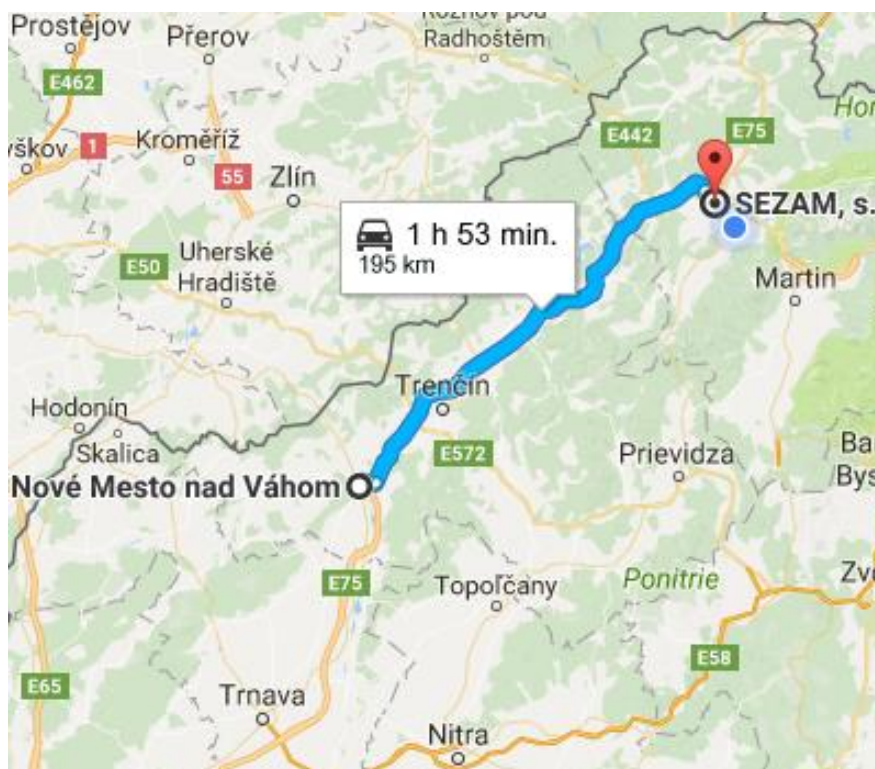 Prostějov
Přerov
Radhoštěm
E462
E442
E75
1
Kroměříž
55
Zlín
SEZAM, s.
1 h 53 min.
195 km
Uherské
Hradiště
E50
Martin
Trenčín
Hodonín
Skalica
E572
Prievidza
Nové Mesto nad Váhom
E75
Topoľčany
Ponitrie
E58
E65
Trnava
Nitra